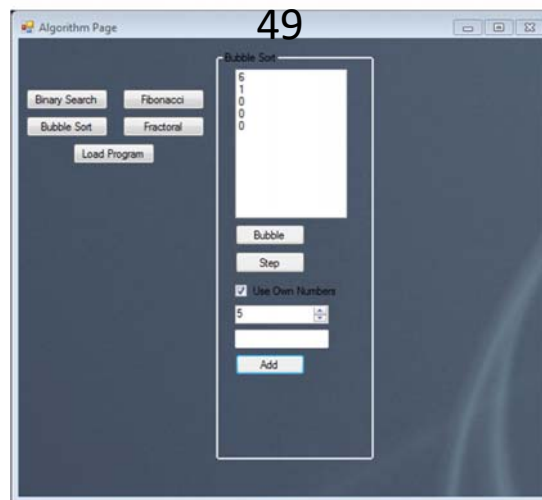 49
Algorithm Page
Bubble Sort
6
1
0
0
0
Binary Search
Fibonacci
Bubble Sort
Fractoral
Load Program
Bubble
Step
Use Own Numbers
5
Add